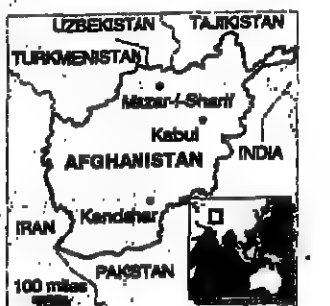 UZBEKISTAN
TAJIKISTAN
TURKMENISTAN
Mazar-i-Sharif
Kabul
AFGHANISTAN
INDIA
IRAN
Kandahar
PAKISTAN
100 miles